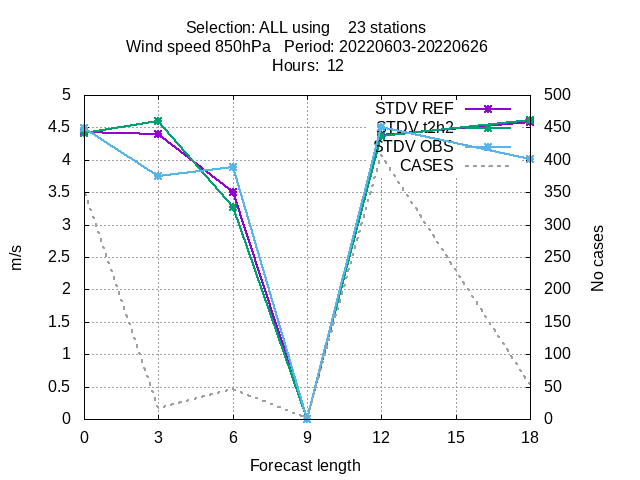 Selection: ALL using 23 stations
Wind speed 850hPa Period: 20220603-20220626
Hours: 12
5 500
STDV REF
4.5 450
STDV t2h2
STDV OBS
4 400
CASES
3.5 350
3 300
2.5 250
2 200
1.5 150
1 100
0.5 50
0 0
m/s
No cases
0 3 6 9 12 15 18
Forecast length